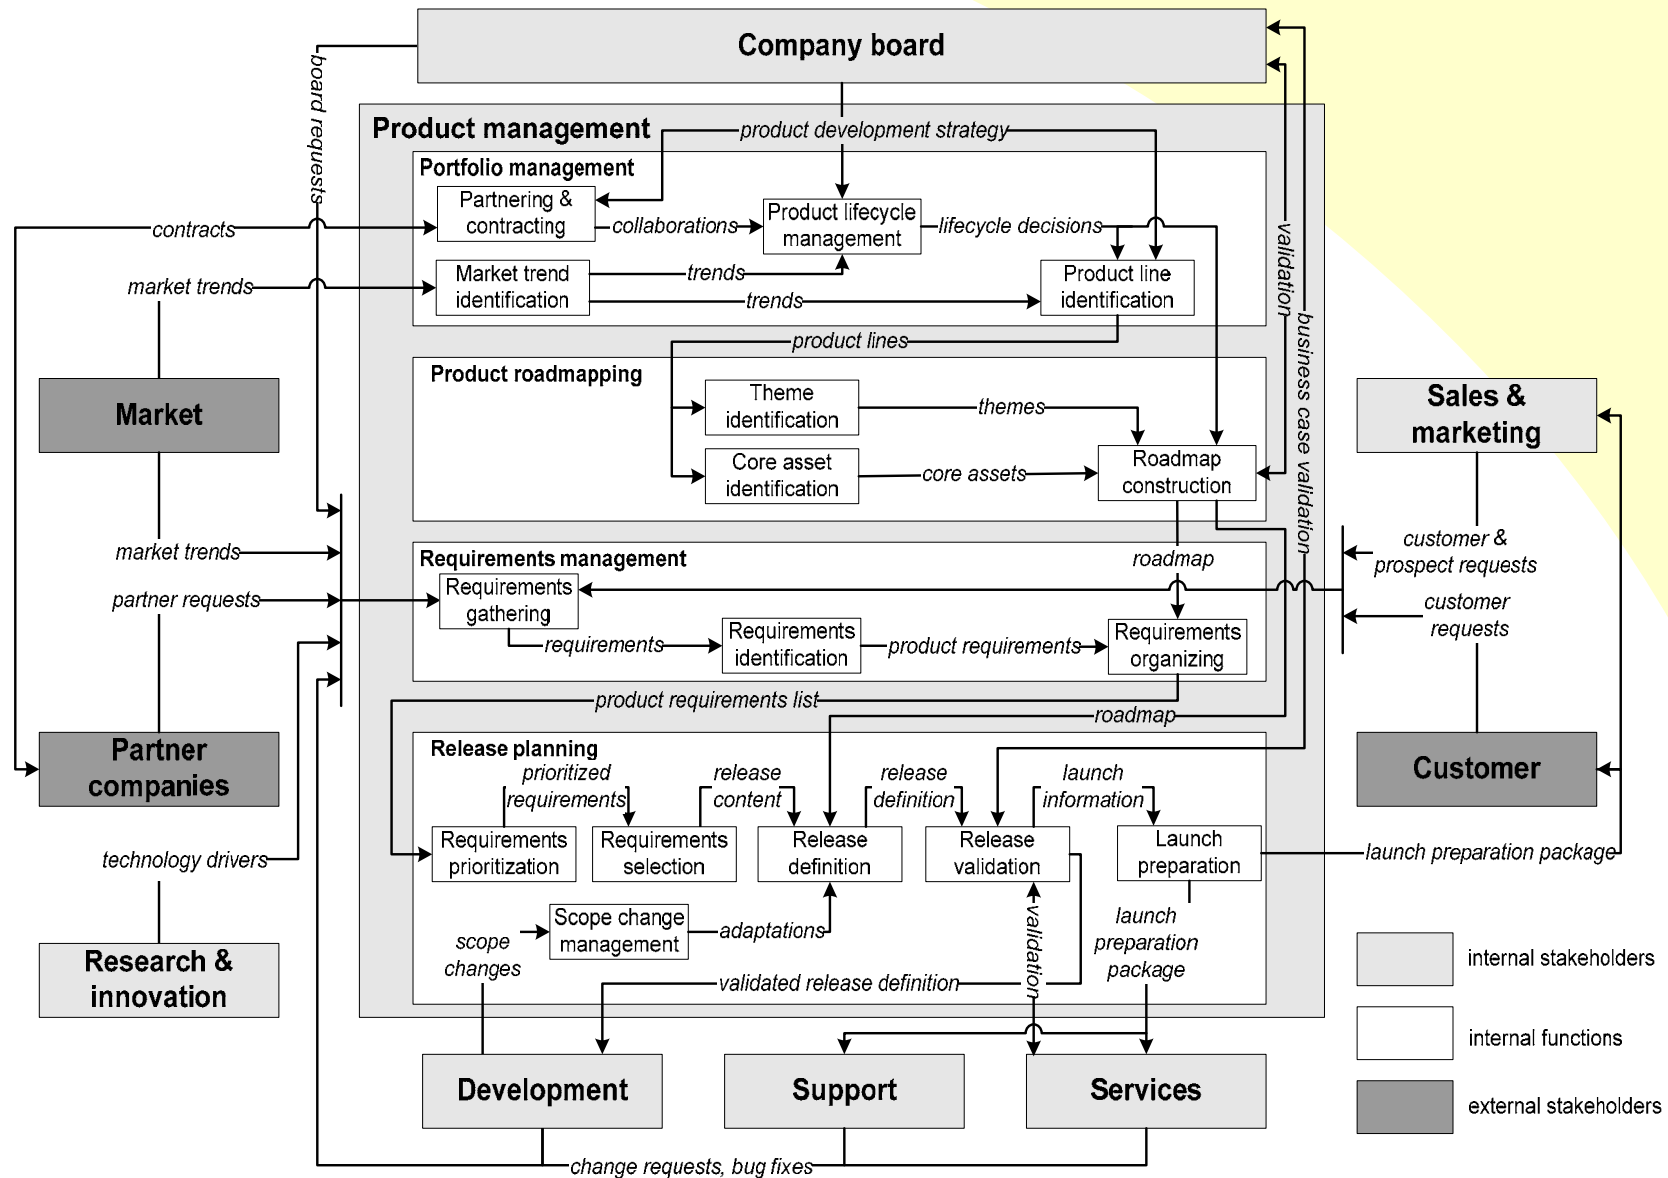 Company board
board requests
Product management
product development strategy
Portfolio management
Partnering &
contracting
collaborations
Product lifecycle
management
lifecycle decisions
contracts
Market trend
identification
trends
trends
Product line
identification
market trends
validation
business case validation
product lines
Product roadmapping
Theme
identification
themes
Core asset
identification
core assets
Roadmap
construction
Market
Sales &
marketing
market trends
partner requests
Requirements management
Requirements
gathering
requirements
Requirements
identification
product requirements
Requirements
organizing
roadmap
customer &
prospect requests
customer
requests
product requirements list
roadmap
Partner
companies
Customer
Release planning
prioritized
requirements
release
content
release
definition
launch
information
Requirements
prioritization
Requirements
selection
Release
definition
Release
validation
Launch
preparation
launch preparation package
technology drivers
scope
changes
Scope change
management
adaptations
validation
launch
preparation
package
validated release definition
Research &
innovation
Development
Support
Services
change requests, bug fixes
internal stakeholders
internal functions
external stakeholders